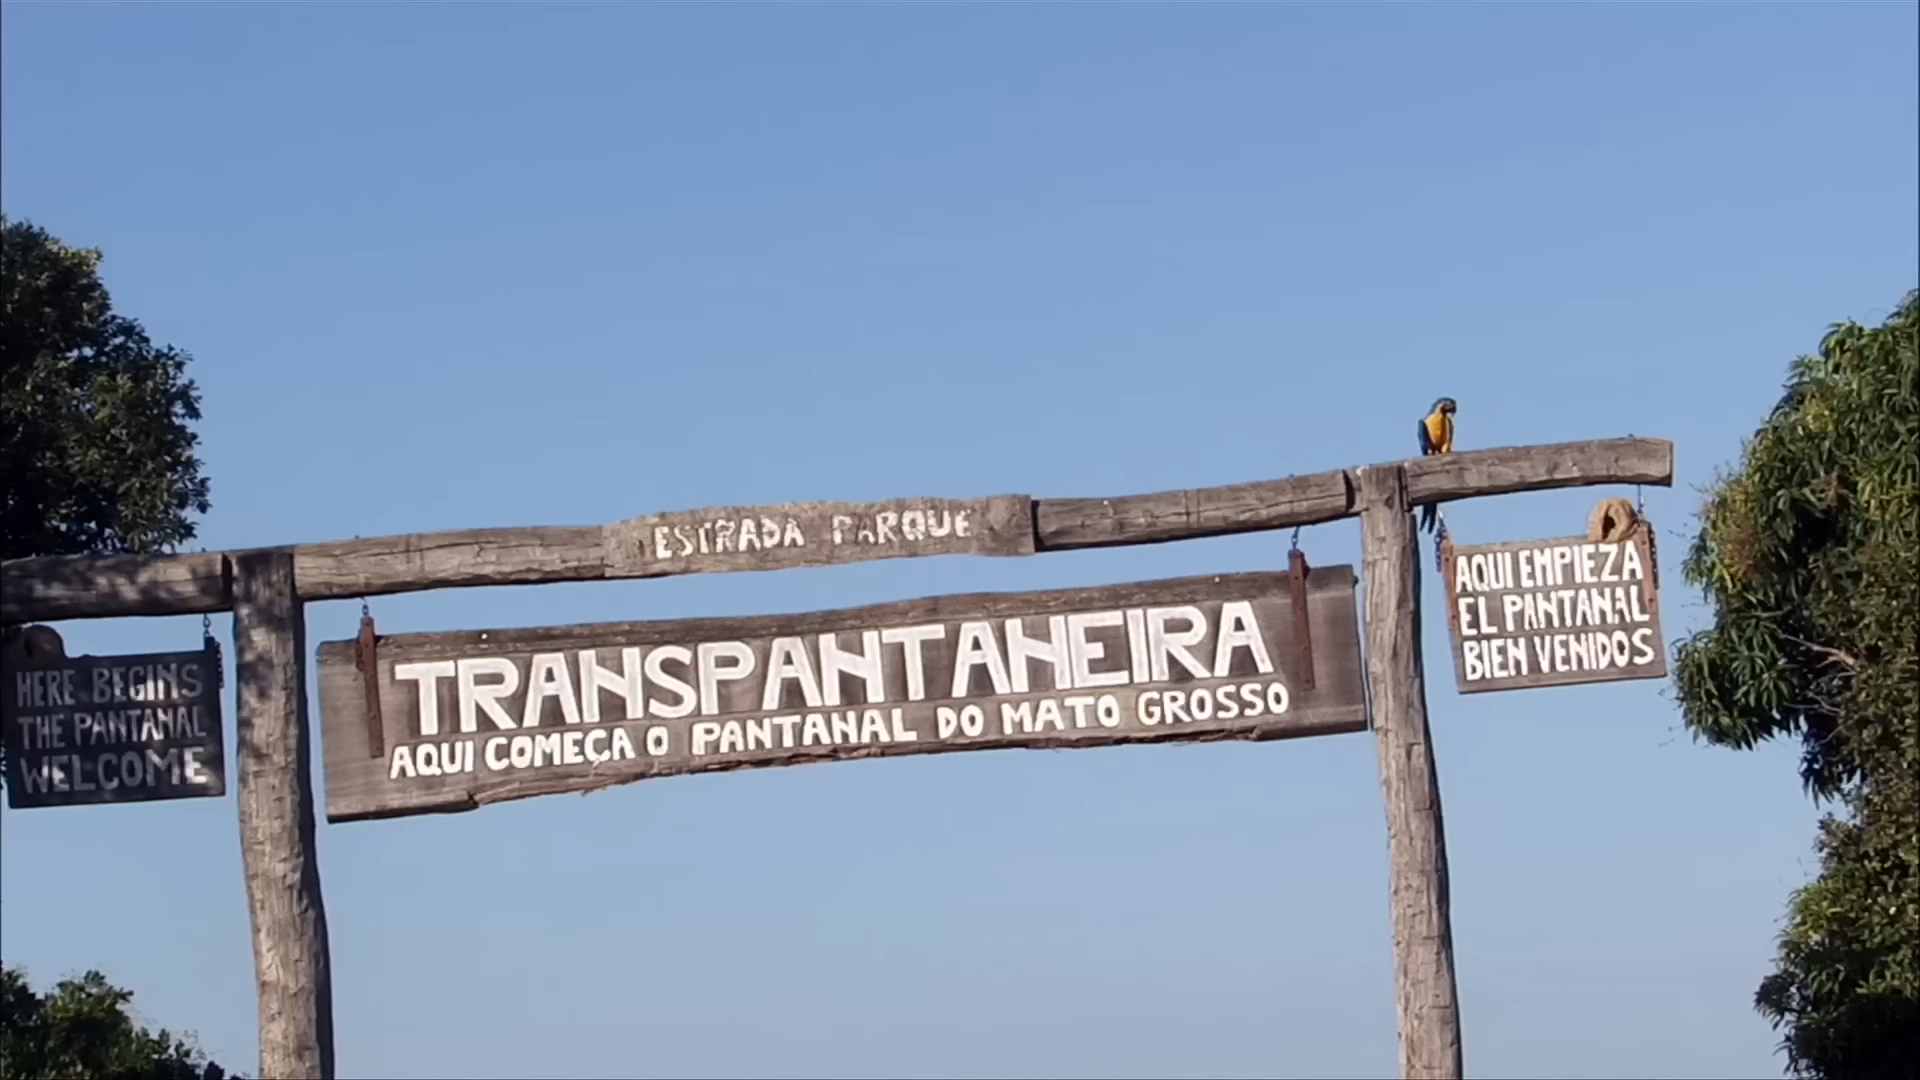 ESTRADA PARQUE
TRANSPANTANEIRA
AQUI COMEÇA O PANTANAL DO MATO GROSSO
HERE BEGINS
THE PANTANAL
WELCOME
AQUI EMPIEZA
EL PANTANAL
BIEN VENIDOS